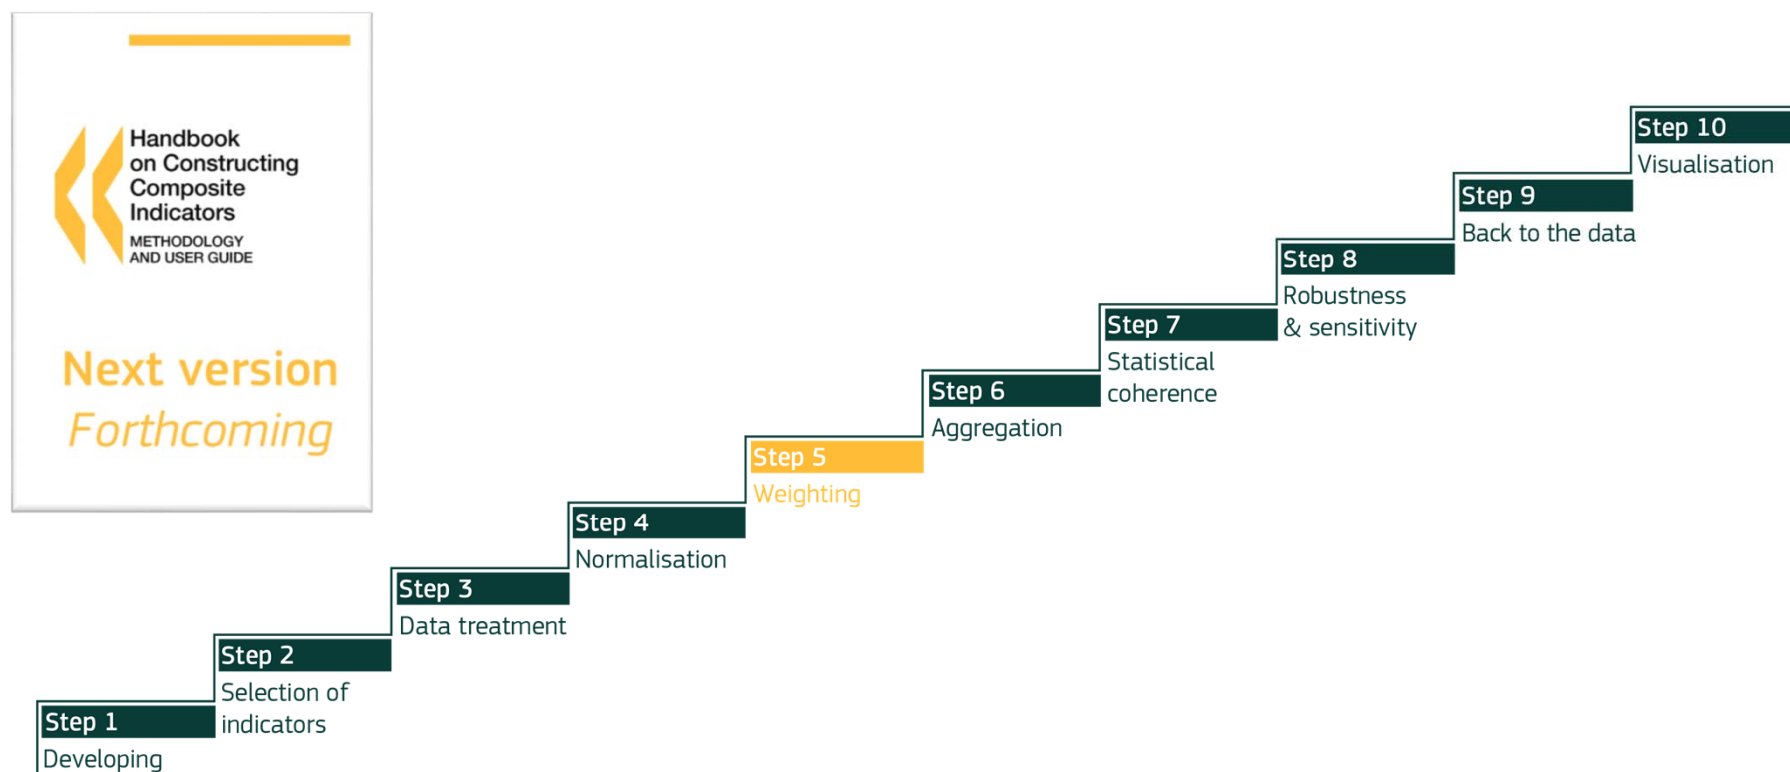 Handbook
on Constructing
Composite
Indicators
METHODOLOGY
AND USER GUIDE
Next version
Forthcoming
Step 10
Visualisation
Step 9
Back to the data
Step 8
Robustness
& sensitivity
Step 7
Statistical
coherence
Step 6
Aggregation
Step 5
Weighting
Step 4
Normalisation
Step 3
Data treatment
Step 2
Selection of
indicators
Step 1
Developing